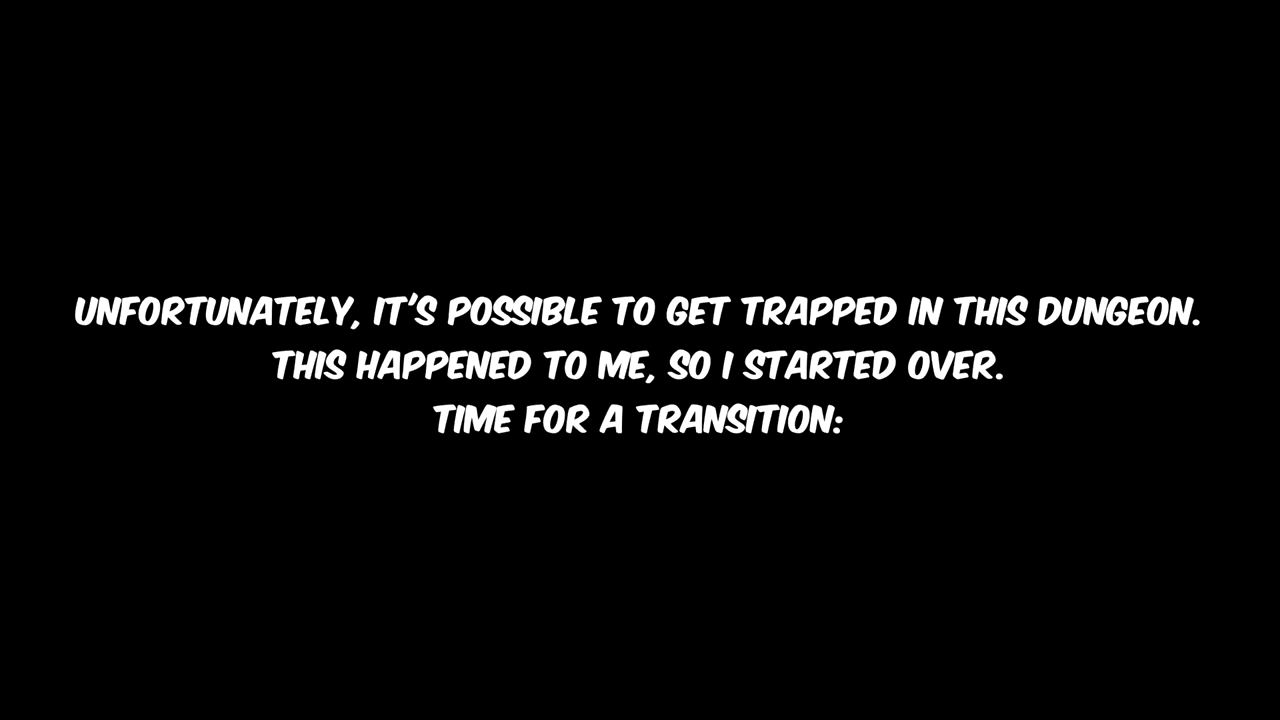 UNFORTUNATELY, IT'S POSSIBLE TO GET TRAPPED IN THIS DUNGEON.
THIS HAPPENED TO ME, SO I STARTED OVER.
TIME FOR A TRANSITION: